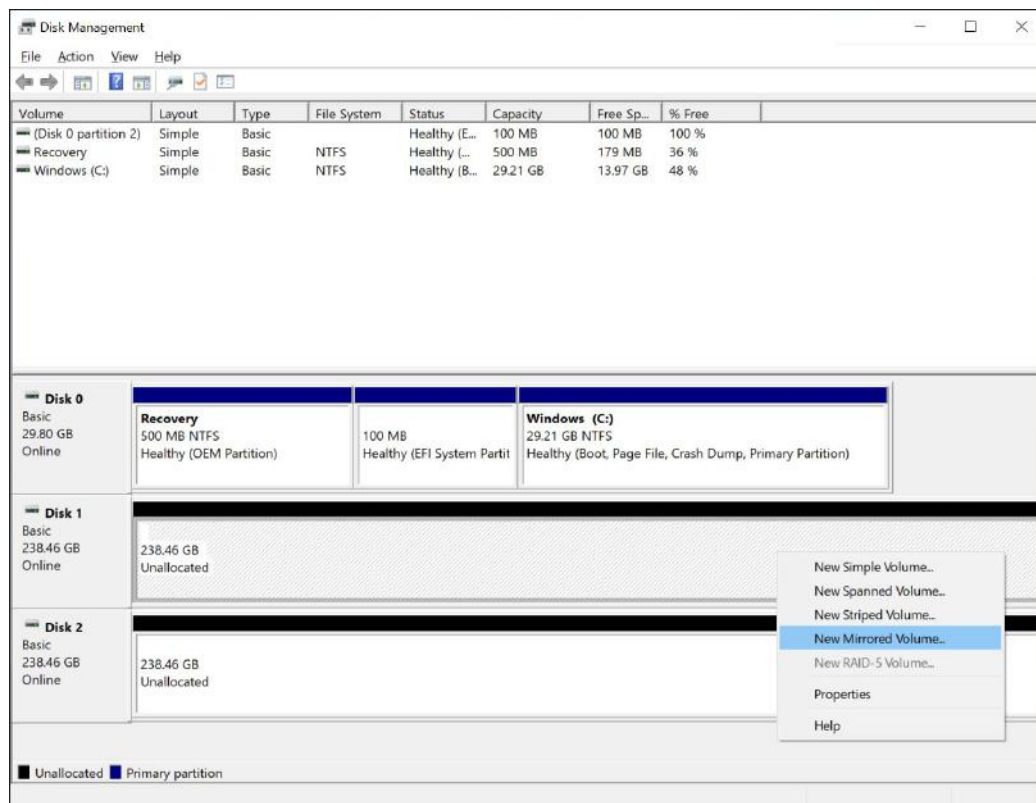 Disk Management
File Action View Help
Volume Layout Type File System Status Capacity Free Sp... % Free
(Disk 0 partition 2) Simple Basic Healthy (E... 100 MB 100 MB 100 %
Recovery Simple Basic NTFS Healthy (... 500 MB 179 MB 36 %
Windows (C:) Simple Basic NTFS Healthy (B... 29.21 GB 13.97 GB 48 %
Disk 0
Basic
29.80 GB
Online
Recovery
500 MB NTFS
Healthy (OEM Partition)
100 MB
Healthy (EFI System Partit
Windows (C:)
29.21 GB NTFS
Healthy (Boot, Page File, Crash Dump, Primary Partition)
Disk 1
Basic
238.46 GB
Online
238.46 GB
Unallocated
Disk 2
Basic
238.46 GB
Online
238.46 GB
Unallocated
New Simple Volume...
New Spanned Volume...
New Striped Volume...
New Mirrored Volume...
New RAID-5 Volume...
Properties
Help
Unallocated Primary partition